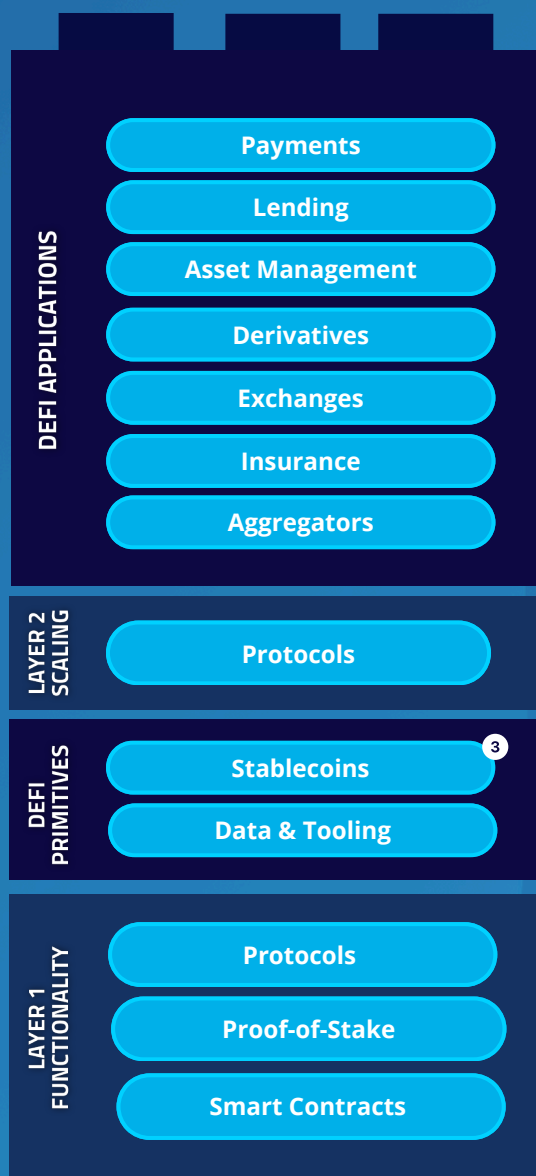 DEFI APPLICATIONS
Payments
Lending
Asset Management
Derivatives
Exchanges
Insurance
Aggregators
LAYER 2
SCALING
Protocols
DEFI
PRIMITIVES
Stablecoins
3
Data & Tooling
LAYER 1
FUNCTIONALITY
Protocols
Proof-of-Stake
Smart Contracts